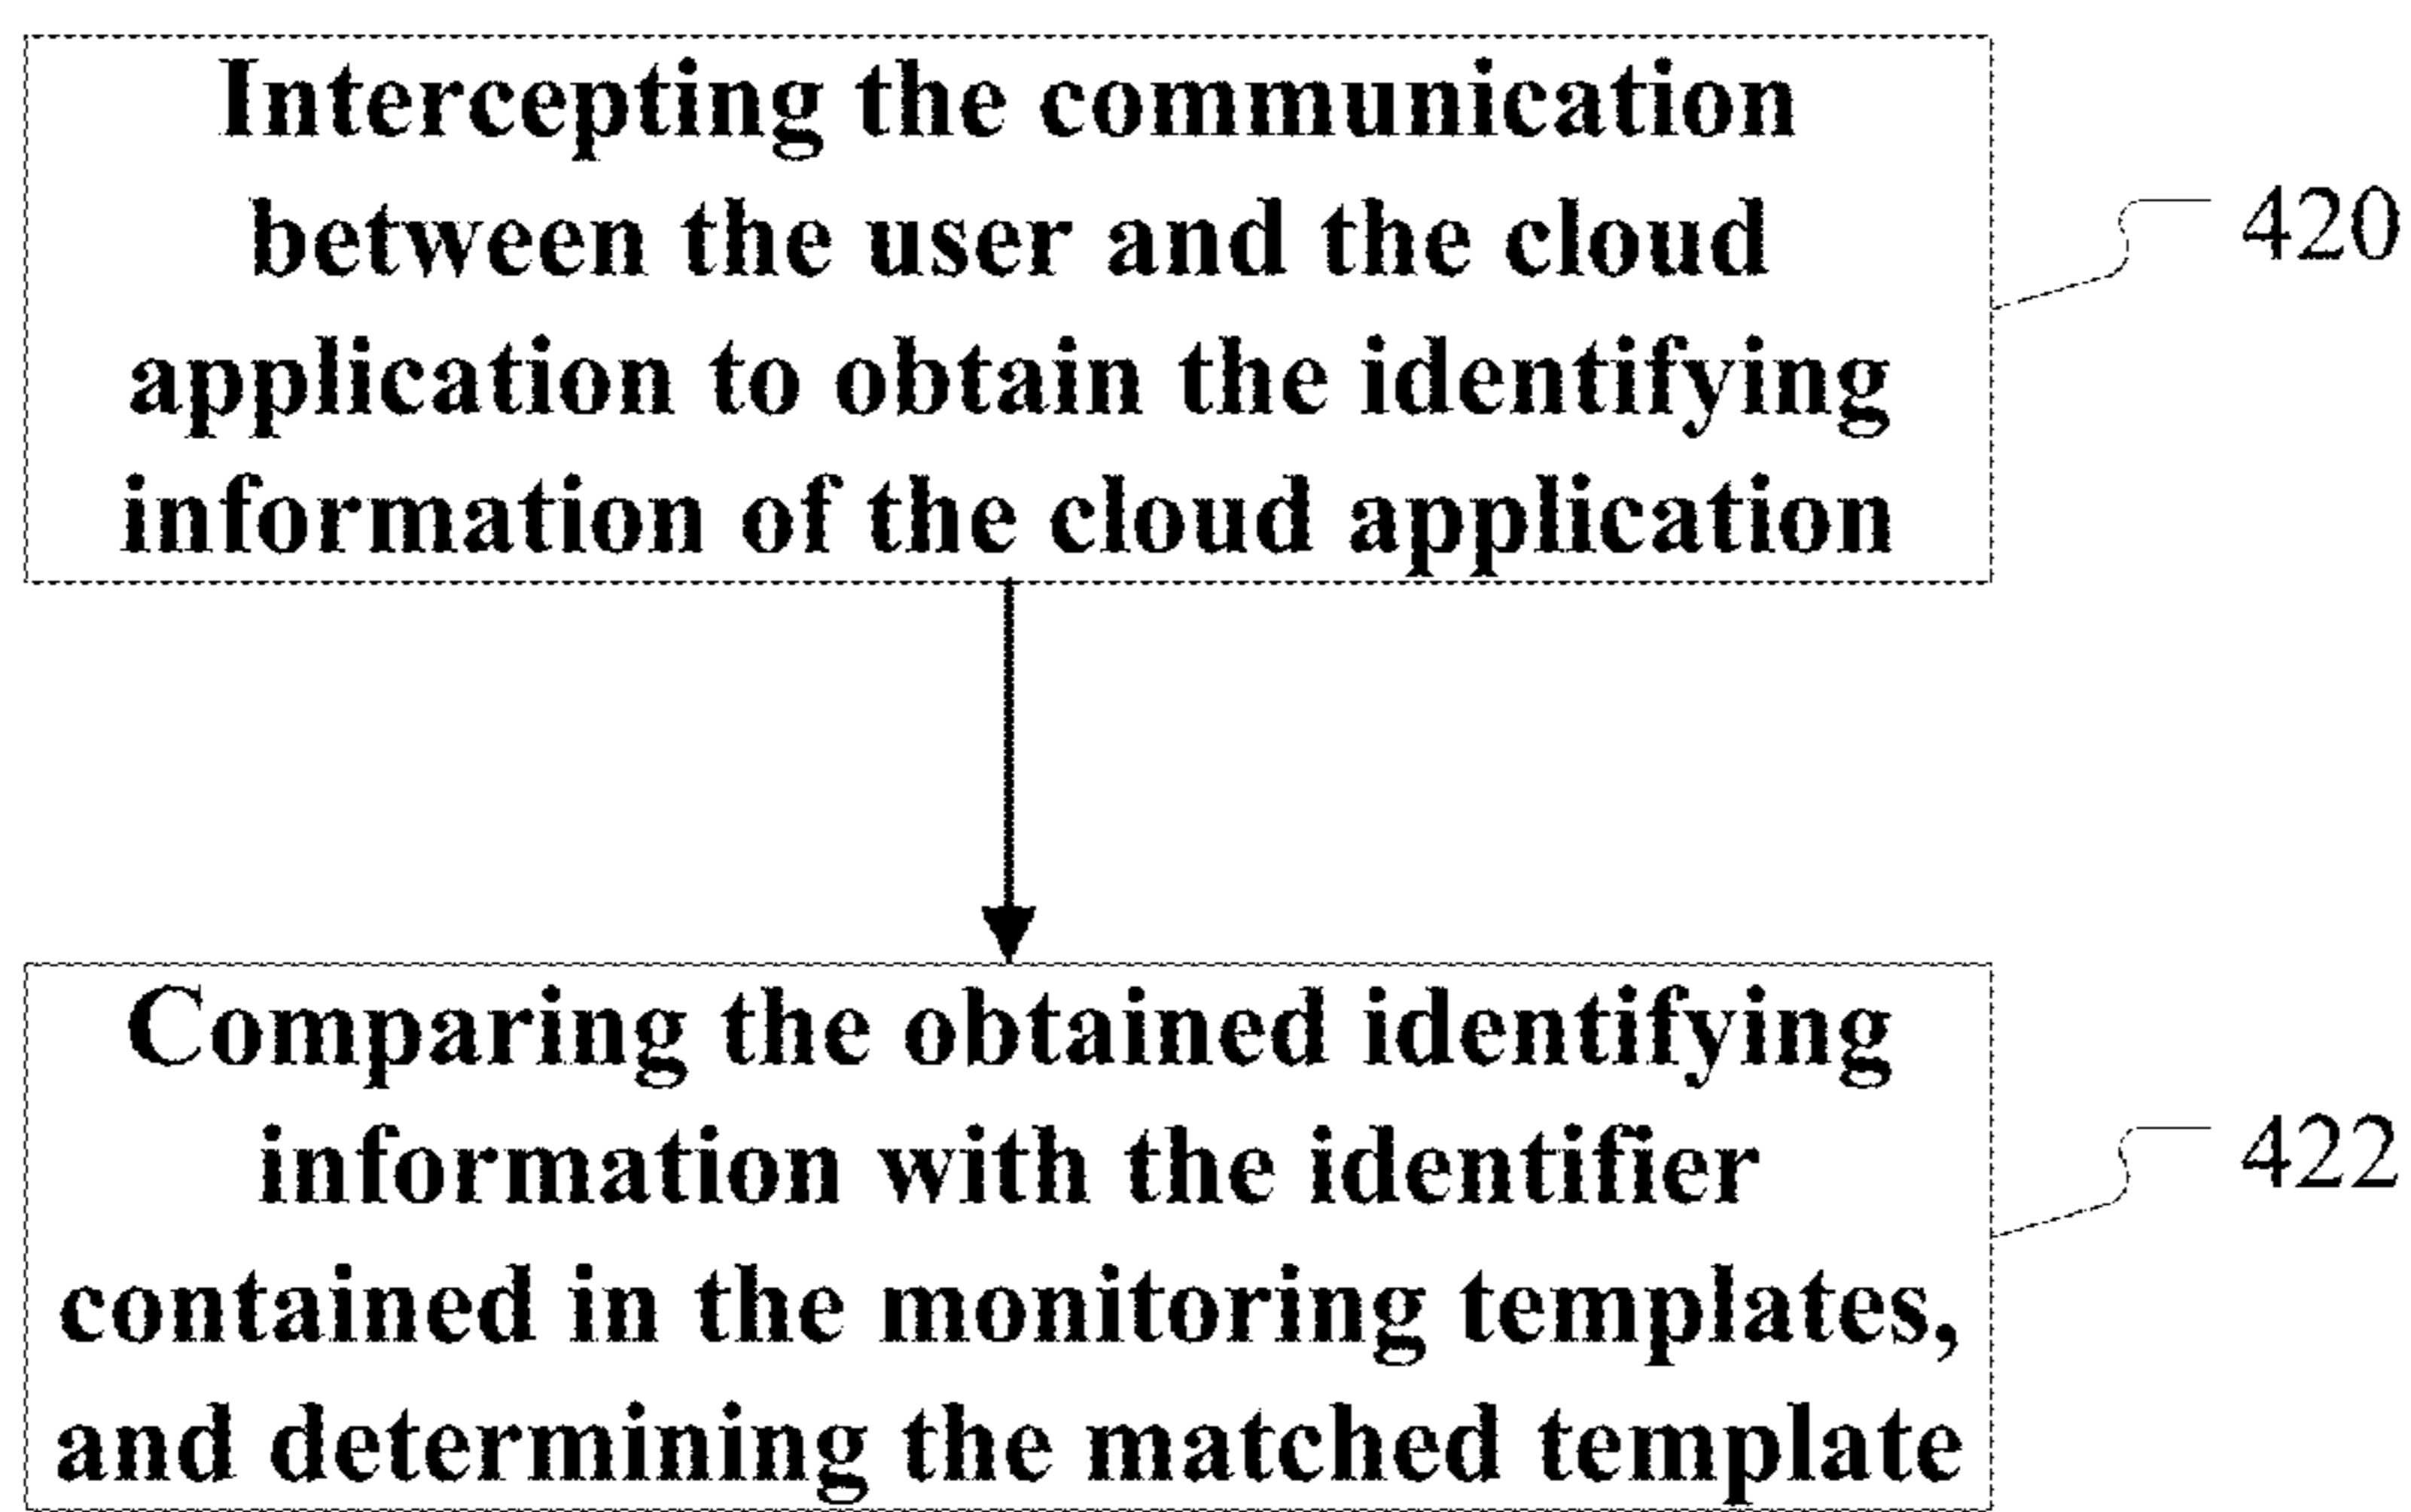 Intercepting the communication
between the user and the cloud
application to obtain the identifying
information of the cloud application
420
Comparing the obtained identifying
information with the identifier
contained in the monitoring templates,
and determining the matched template
422